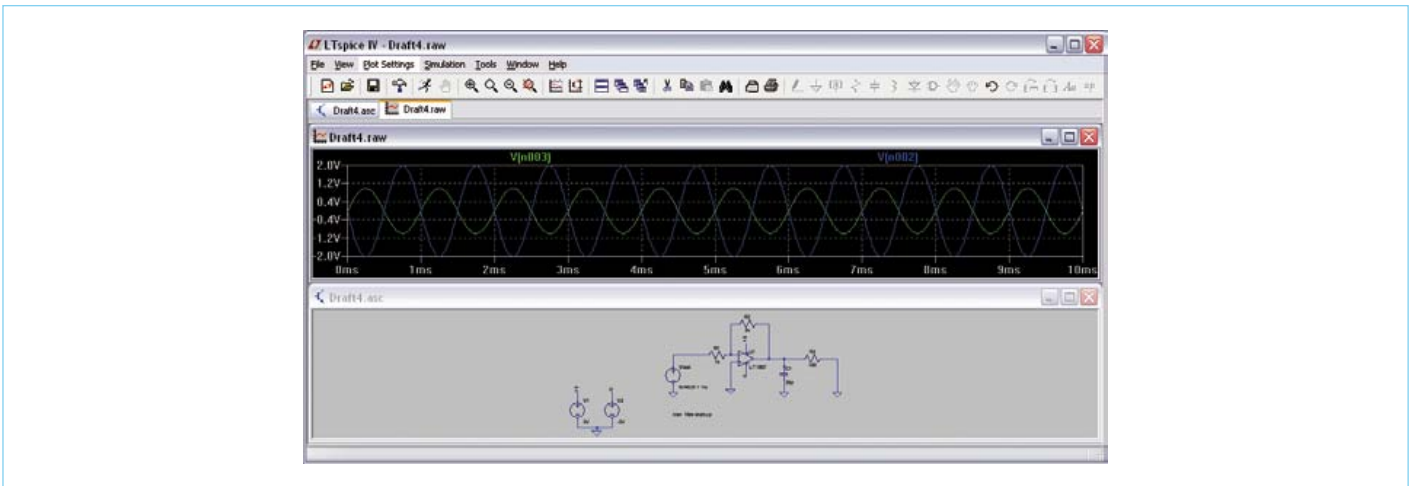 LTspice IV - Draft4.raw
File View Plot Settings Simulation Tools Window Help
Draft4.asc Draft4.raw
Draft4.raw
V(n003) V(n002)
2.0V
1.2V
0.4V
-0.4V
-1.2V
-2.0V
0ms 1ms 2ms 3ms 4ms 5ms 6ms 7ms 8ms 9ms 10ms
Draft4.asc